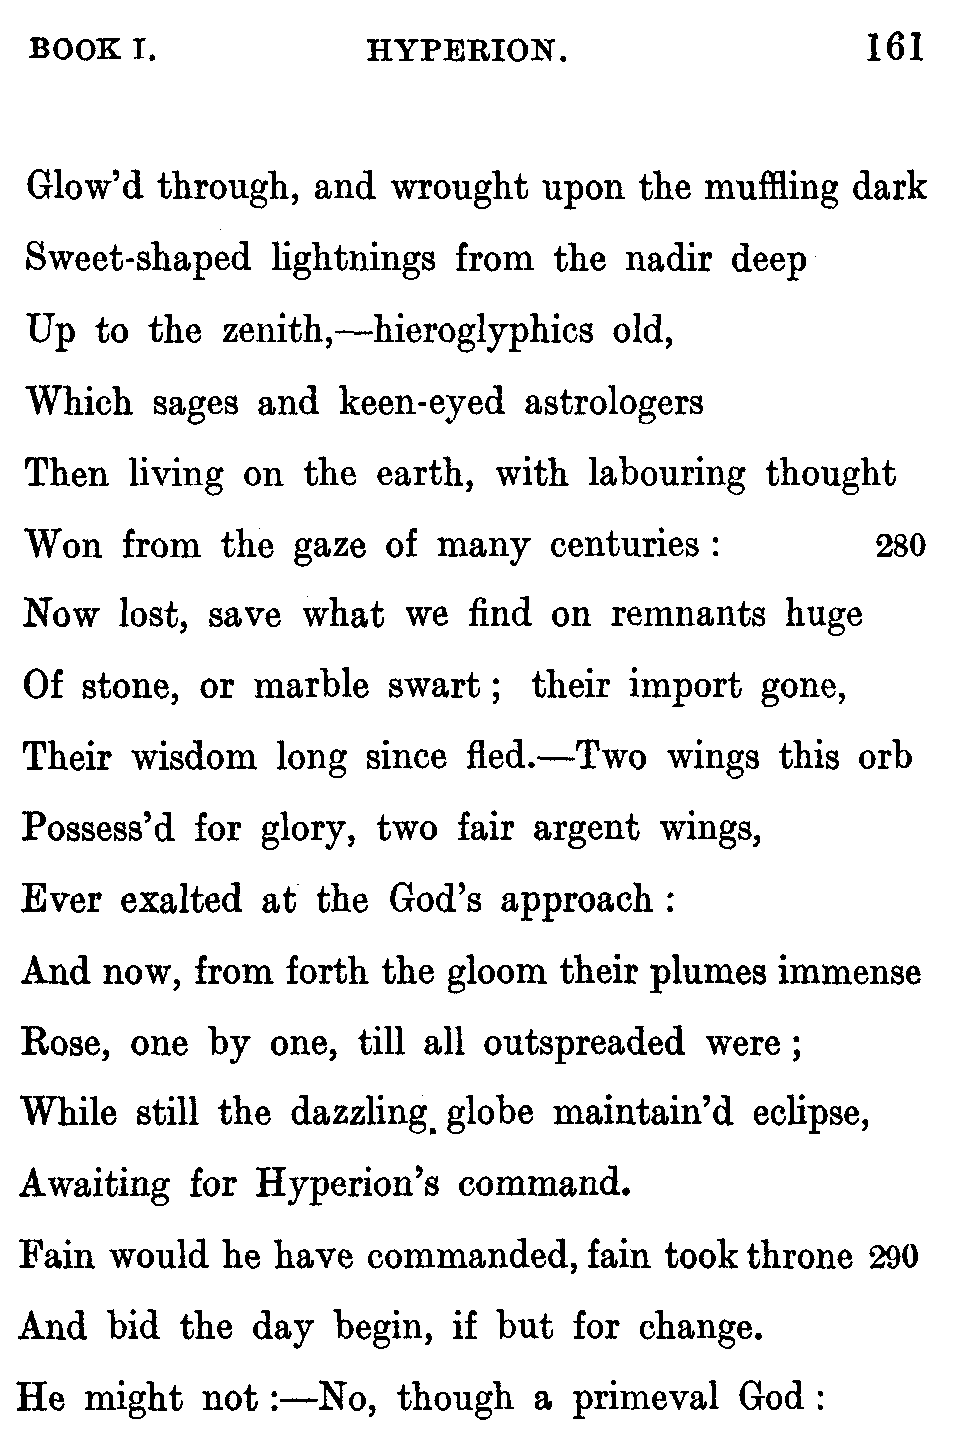 BOOK I. HYPERION. 161
Glow'd through, and wrought upon the muffling dark
Sweet-shaped lightnings from the nadir deep
Up to the zenith,—hieroglyphics old,
Which sages and keen-eyed astrologers
Then living on the earth, with labouring thought
Won from the gaze of many centuries : 280
Now lost, save what we find on remnants huge
Of stone, or marble swart ; their import gone,
Their wisdom long since fled.—Two wings this orb
Possess'd for glory, two fair argent wings,
Ever exalted at the God's approach :
And now, from forth the gloom their plumes immense
Rose, one by one, till all outspreaded were ;
While still the dazzling globe maintain'd eclipse,
Awaiting for Hyperion's command.
Fain would he have commanded, fain took throne 290
And bid the day begin, if but for change.
He might not :—No, though a primeval God :